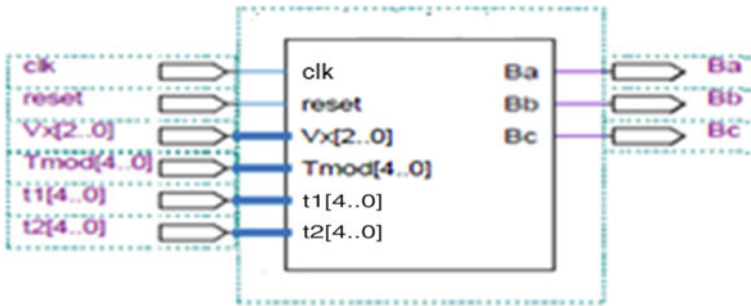 clk clk Ba Ba
reset reset Bb Bb
Vx[2..0] Vx[2..0] Bc Bc
Tmod[4..0] Tmod[4..0]
t1[4..0] t1[4..0]
t2[4..0] t2[4..0]